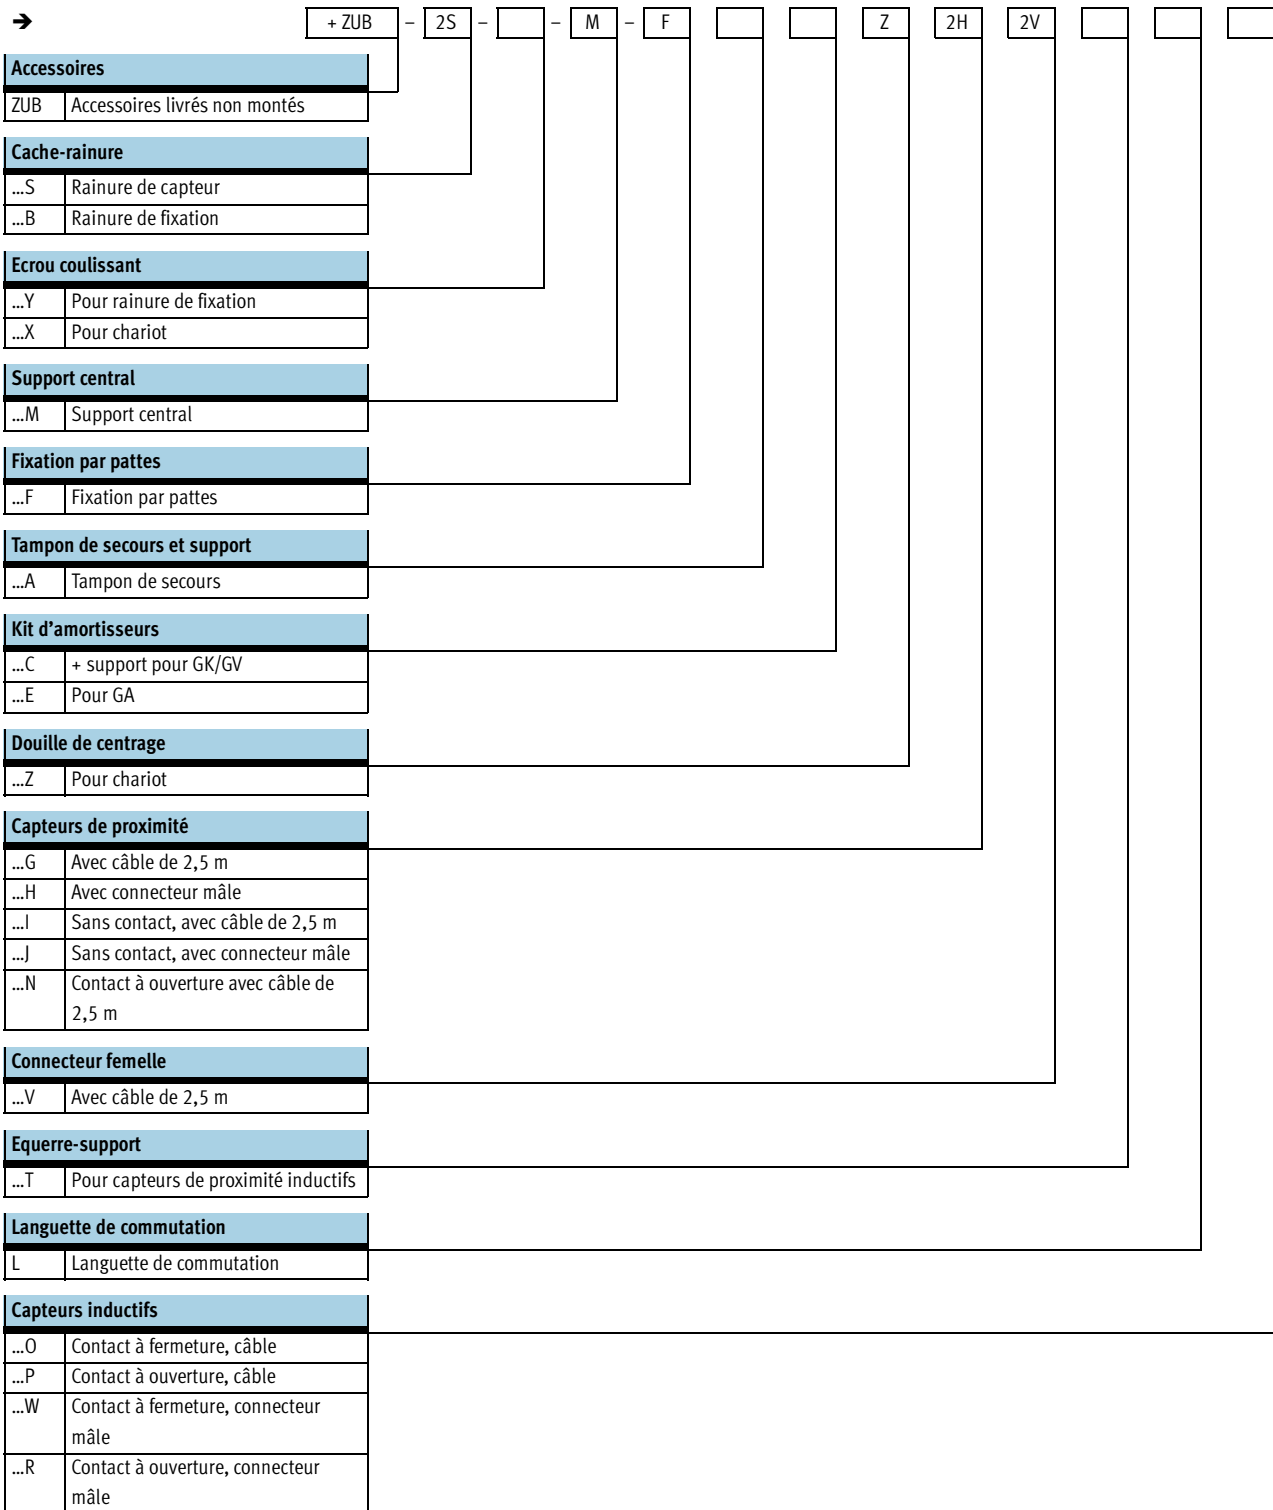 ➔ + ZUB – 2S – – M – F Z 2H 2V
Accessoires
ZUB Accessoires livrés non montés
Cache-rainure
...S Rainure de capteur
...B Rainure de fixation
Ecrou coulissant
...Y Pour rainure de fixation
...X Pour chariot
Support central
...M Support central
Fixation par pattes
...F Fixation par pattes
Tampon de secours et support
...A Tampon de secours
Kit d’amortisseurs
...C + support pour GK/GV
...E Pour GA
Douille de centrage
...Z Pour chariot
Capteurs de proximité
...G Avec câble de 2,5 m
...H Avec connecteur mâle
...I Sans contact, avec câble de 2,5 m
...J Sans contact, avec connecteur mâle
...N Contact à ouverture avec câble de
2,5 m
Connecteur femelle
...V Avec câble de 2,5 m
Equerre-support
...T Pour capteurs de proximité inductifs
Languette de commutation
L Languette de commutation
Capteurs inductifs
...O Contact à fermeture, câble
...P Contact à ouverture, câble
...W Contact à fermeture, connecteur
mâle
...R Contact à ouverture, connecteur
mâle